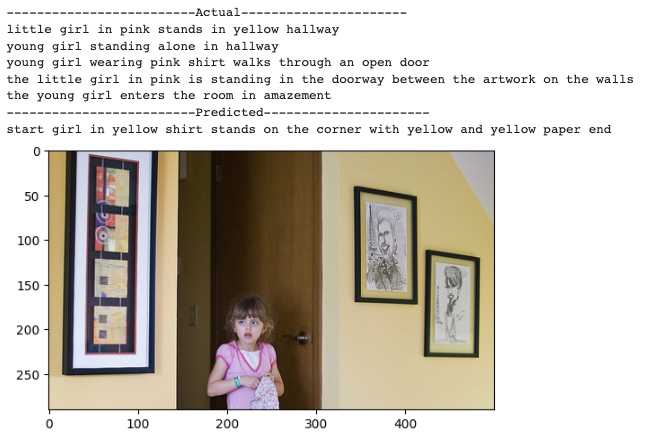 -------------------------Actual----------------------
little girl in pink stands in yellow hallway
young girl standing alone in hallway
young girl wearing pink shirt walks through an open door
the little girl in pink is standing in the doorway between the artwork on the walls
the young girl enters the room in amazement
-------------------------Predicted----------------------
start girl in yellow shirt stands on the corner with yellow and yellow paper end
0
50
100
150
200
250
0 100 200 300 400